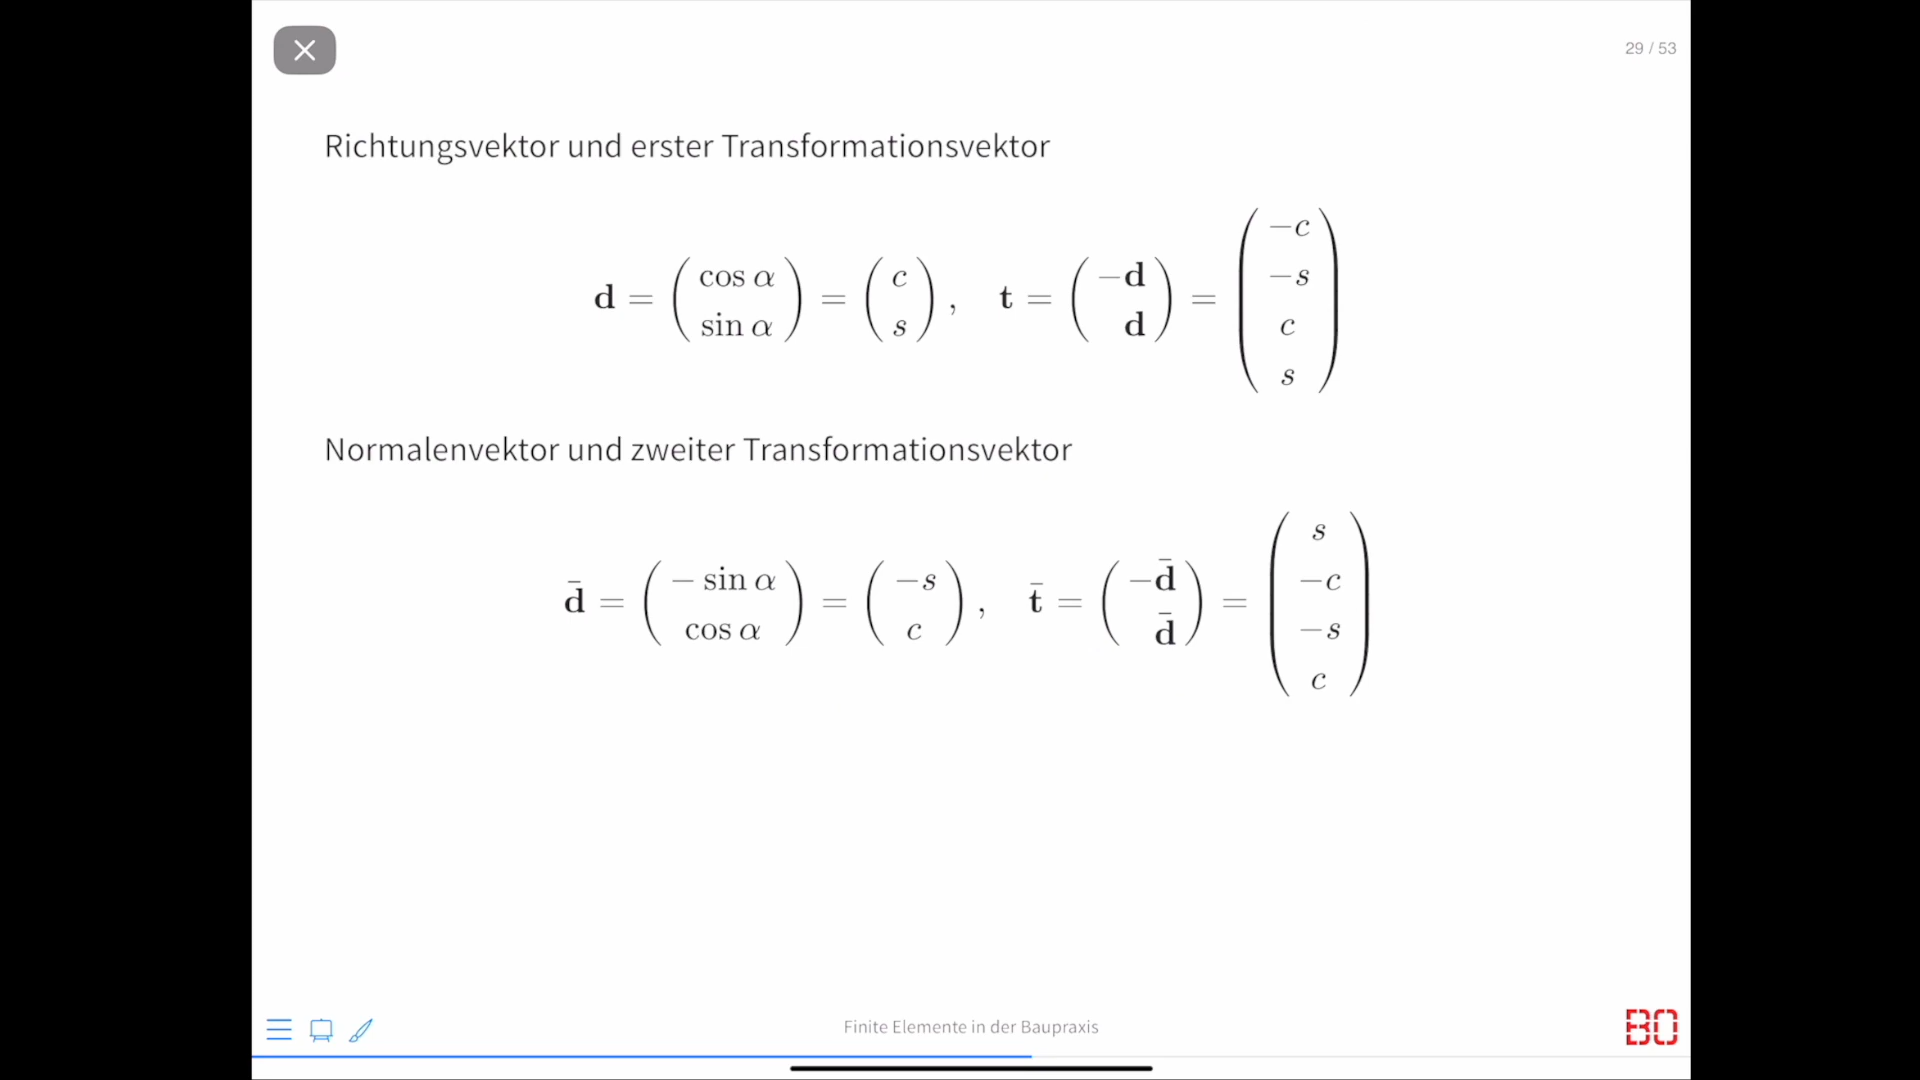 29 / 53
Richtungsvektor und erster Transformationsvektor
d = ( cos α sin α ) = ( c s ) , t = ( −d d ) = ( −c −s c s )
Normalenvektor und zweiter Transformationsvektor
d̄ = ( − sin α cos α ) = ( −s c ) , t̄ = ( −d̄ d̄ ) = ( s −c −s c )
Finite Elemente in der Baupraxis
BO